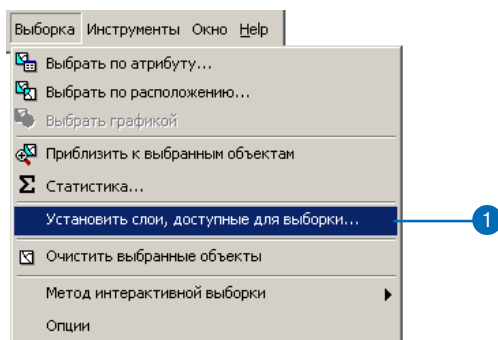 Выборка Инструменты Окно Help
Выбрать по атрибуту...
Выбрать по расположению...
Выбрать графикой
Приблизить к выбранным объектам
Статистика...
Установить слои, доступные для выборки...
1
Очистить выбранные объекты
Метод интерактивной выборки
Опции